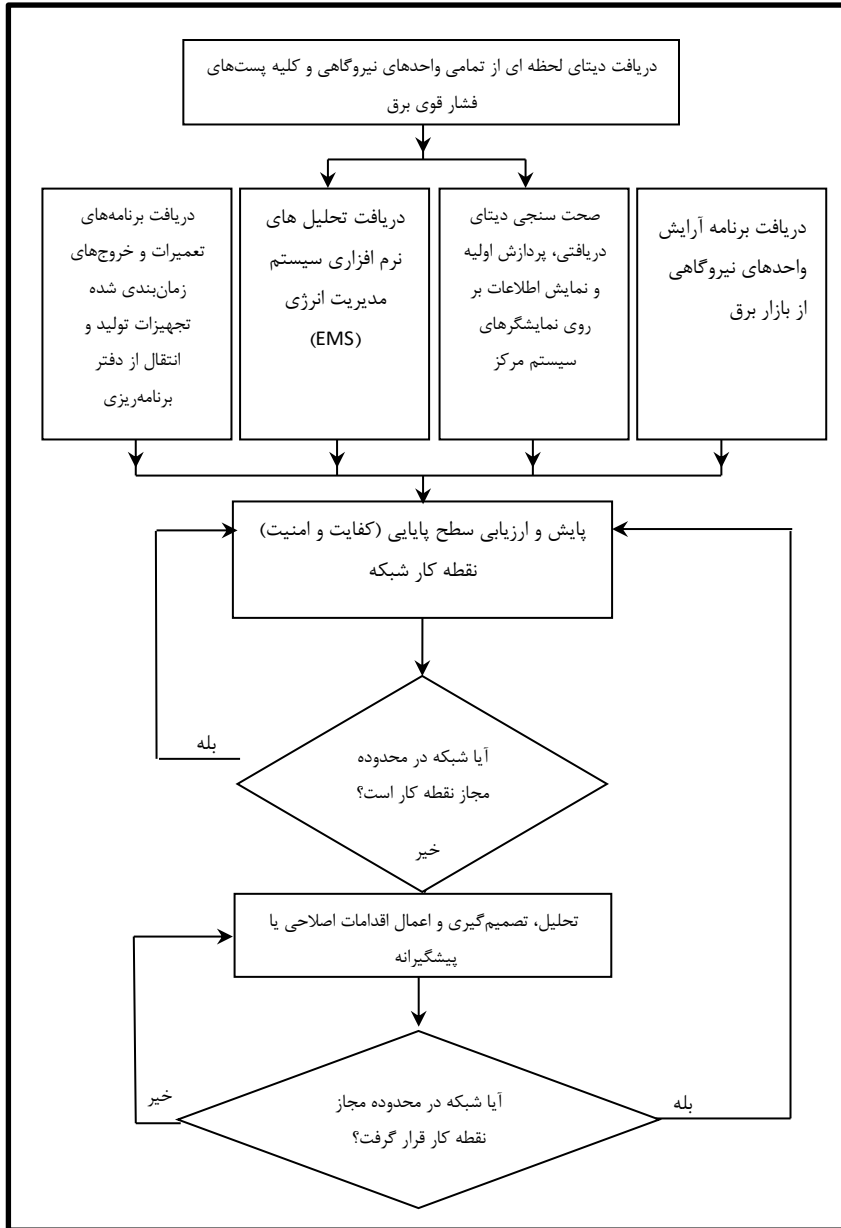 دریافت دیتای لحظه ای از تمامی واحدهای نیروگاهی و کلیه پست‌های
فشار قوی برق
دریافت برنامه آرایش
واحدهای نیروگاهی
از بازار برق
صحت سنجی دیتای
دریافتی، پردازش اولیه
و نمایش اطلاعات بر
روی نمایشگرهای
سیستم مرکز
دریافت تحلیل های
نرم افزاری سیستم
مدیریت انرژی
(EMS)
دریافت برنامه‌های
تعمیرات و خروج‌های
زمان‌بندی شده
تجهیزات تولید و
انتقال از دفتر
برنامه‌ریزی
پایش و ارزیابی سطح پایایی (کفایت و امنیت)
نقطه کار شبکه
بله
آیا شبکه در محدوده
مجاز نقطه کار است؟
خیر
تحلیل، تصمیم‌گیری و اعمال اقدامات اصلاحی یا
پیشگیرانه
بله
آیا شبکه در محدوده مجاز
نقطه کار قرار گرفت؟
خیر